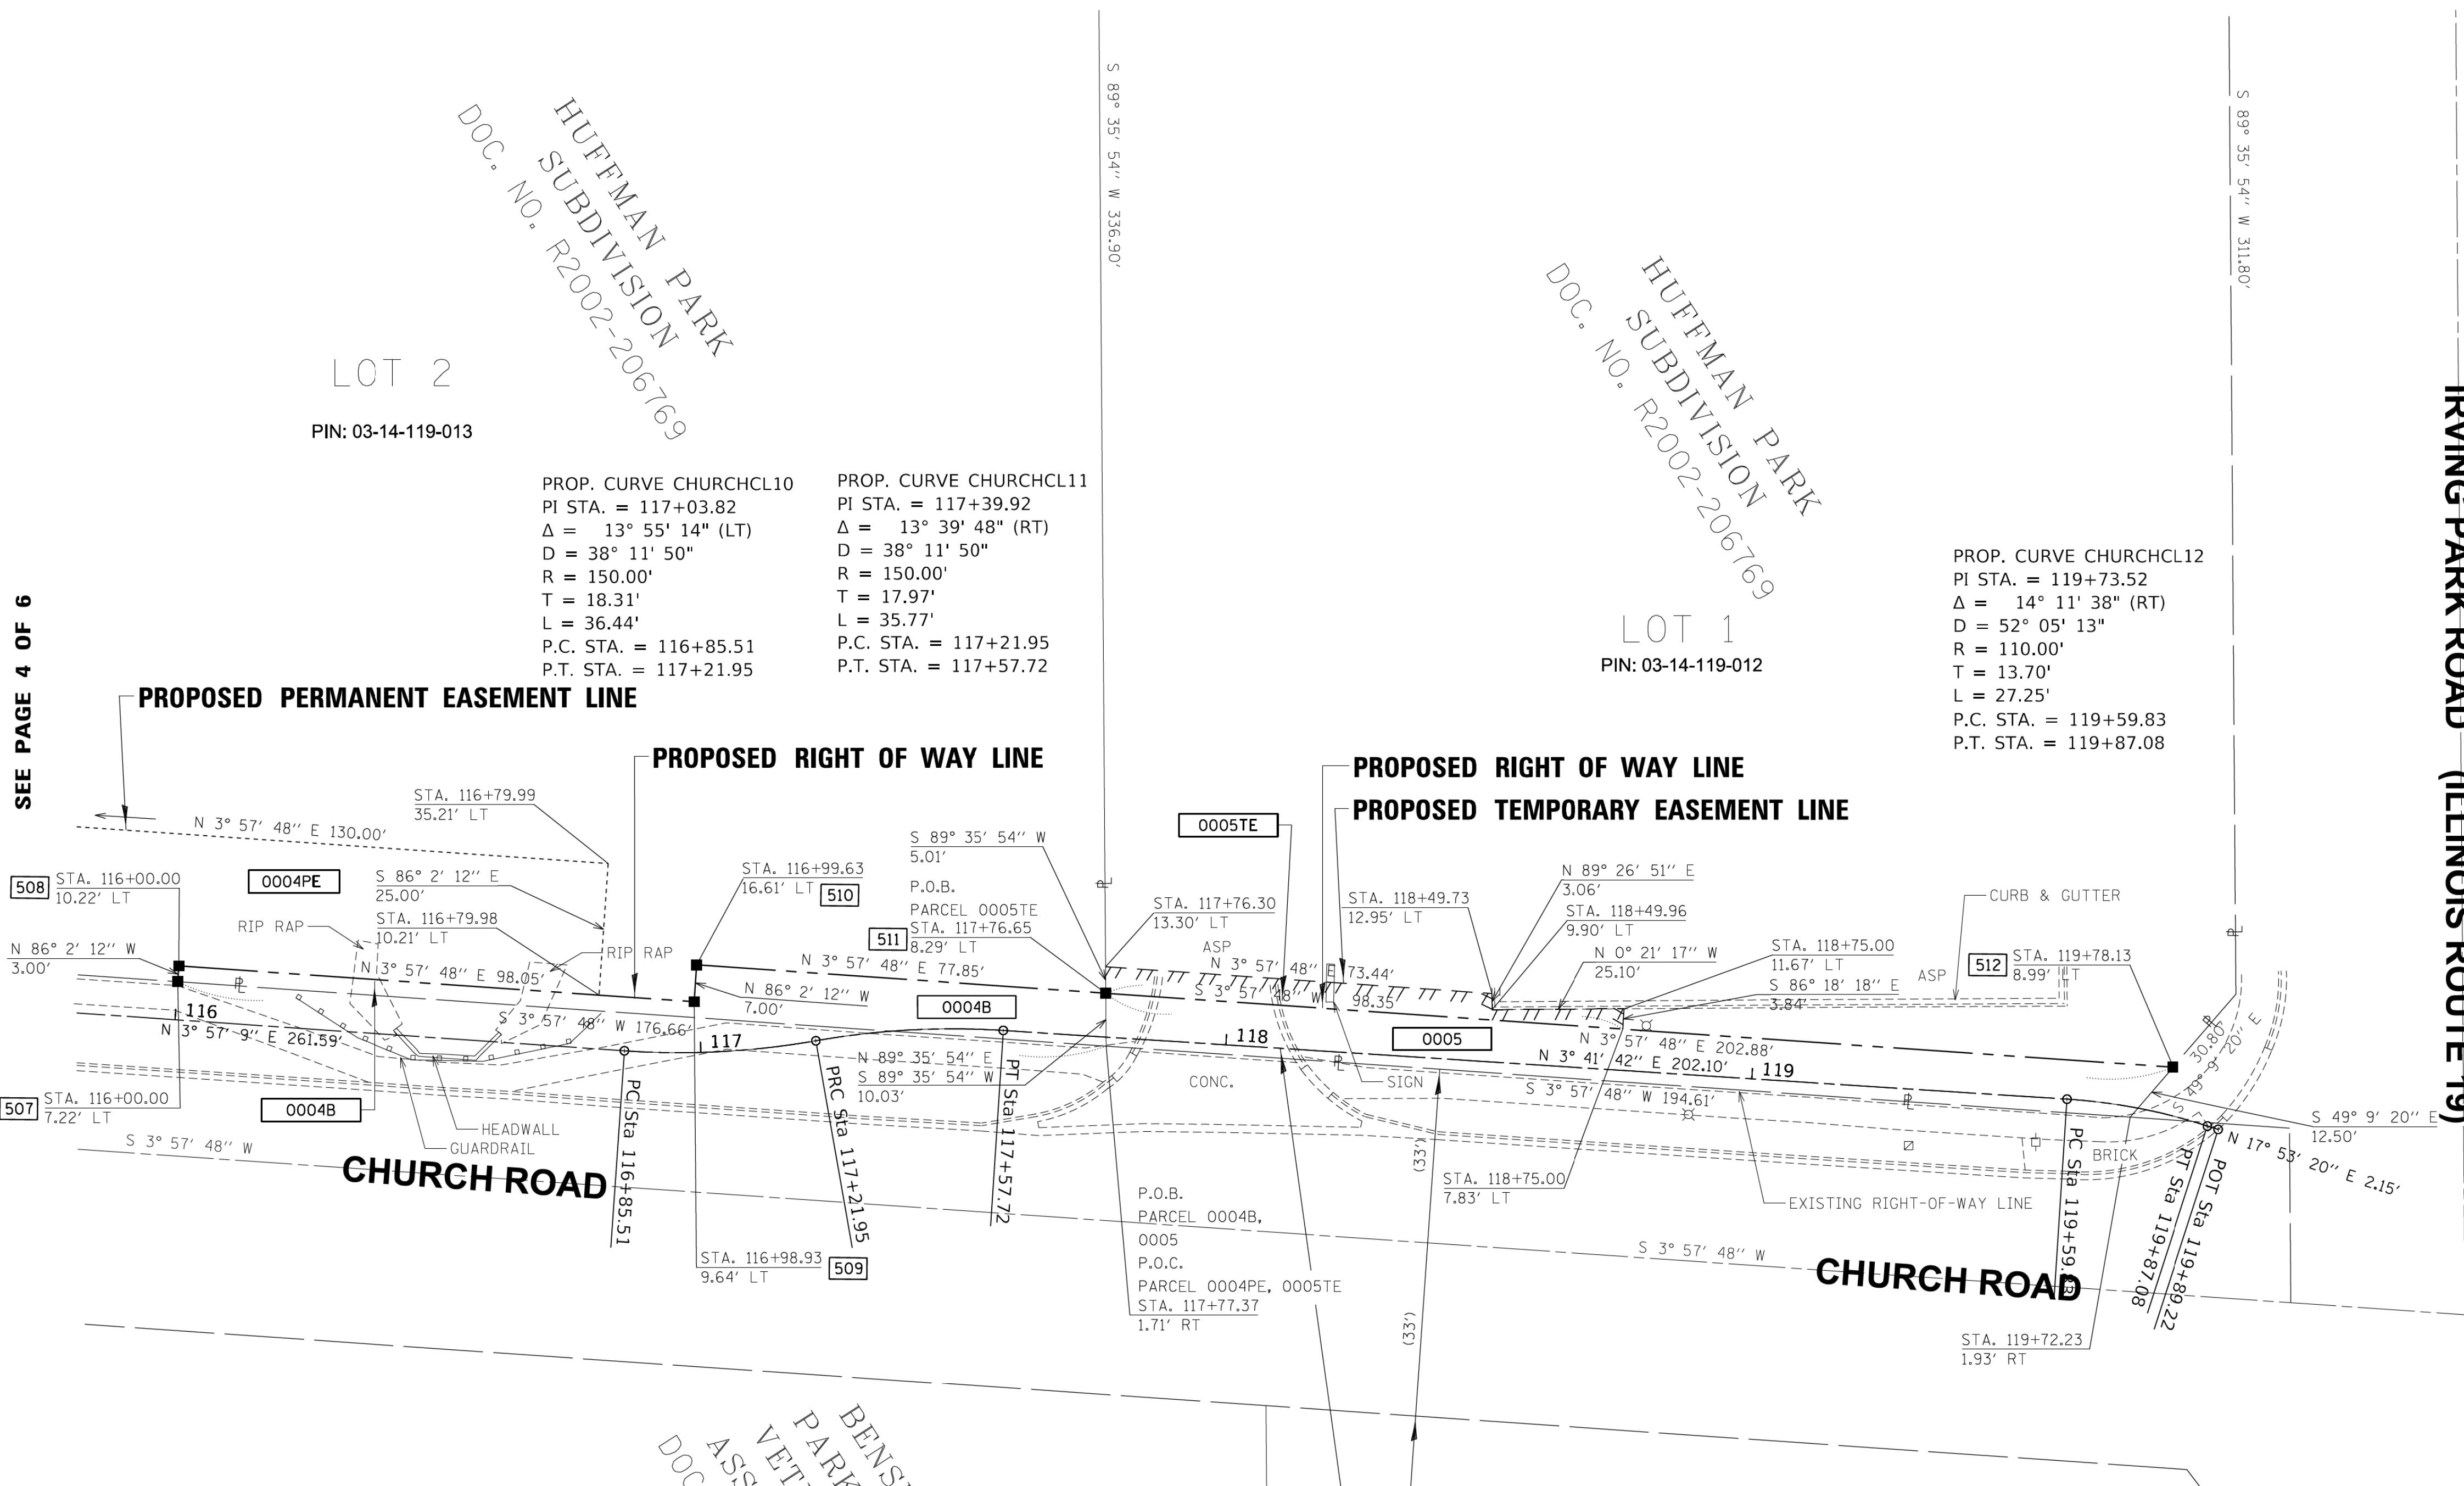 S 89° 35' 54'' W 336.90'
S 89° 35' 54'' W 311.80'
HUFFMAN PARK
SUBDIVISION
DOC. NO. R2002-206769
HUFFMAN PARK
SUBDIVISION
DOC. NO. R2002-206769
LOT 2
PIN: 03-14-119-013
LOT 1
PIN: 03-14-119-012
IRVING PARK ROAD (ILLINOIS ROUTE 19)
SEE PAGE 4 OF 6
PROP. CURVE CHURCHCL10
PI STA. = 117+03.82
Δ = 13° 55' 14" (LT)
D = 38° 11' 50"
R = 150.00'
T = 18.31'
L = 36.44'
P.C. STA. = 116+85.51
P.T. STA. = 117+21.95
PROP. CURVE CHURCHCL11
PI STA. = 117+39.92
Δ = 13° 39' 48" (RT)
D = 38° 11' 50"
R = 150.00'
T = 17.97'
L = 35.77'
P.C. STA. = 117+21.95
P.T. STA. = 117+57.72
PROP. CURVE CHURCHCL12
PI STA. = 119+73.52
Δ = 14° 11' 38" (RT)
D = 52° 05' 13"
R = 110.00'
T = 13.70'
L = 27.25'
P.C. STA. = 119+59.83
P.T. STA. = 119+87.08
PROPOSED PERMANENT EASEMENT LINE
PROPOSED RIGHT OF WAY LINE
PROPOSED RIGHT OF WAY LINE
PROPOSED TEMPORARY EASEMENT LINE
STA. 116+79.99
35.21' LT
N 3° 57' 48'' E 130.00'
0005TE
S 89° 35' 54'' W
5.01'
508
STA. 116+00.00
10.22' LT
0004PE
S 86° 2' 12'' E
25.00'
STA. 116+79.98
10.21' LT
STA. 116+99.63
16.61' LT
510
P.O.B.
PARCEL 0005TE
STA. 117+76.65
8.29' LT
511
STA. 117+76.30
13.30' LT
STA. 118+49.73
12.95' LT
N 89° 26' 51'' E
3.06'
STA. 118+49.96
9.90' LT
CURB & GUTTER
RIP RAP
RIP RAP
N 86° 2' 12'' W
3.00'
ASP
N 0° 21' 17'' W
25.10'
STA. 118+75.00
11.67' LT
S 86° 18' 18'' E
3.84'
ASP
512
STA. 119+78.13
8.99' LT
N 3° 57' 48'' E 98.05'
N 3° 57' 48'' E 77.85'
N 3° 57' 48'' E 73.44'
S 3° 57' 48'' W 98.35
N 86° 2' 12'' W
7.00'
0004B
0005
116
N 3° 57' 9'' E 261.59'
S 3° 57' 48'' W 176.66'
117
118
N 3° 57' 48'' E 202.88'
N 3° 41' 42'' E 202.10'
119
30.80'
S 49° 9' 20'' E
N 89° 35' 54'' E
S 89° 35' 54'' W
10.03'
CONC.
SIGN
S 3° 57' 48'' W 194.61'
507
STA. 116+00.00
7.22' LT
0004B
HEADWALL
GUARDRAIL
S 3° 57' 48'' W
CHURCH ROAD
PC Sta 116+85.51
PRC Sta 117+21.95
PT Sta 117+57.72
S 49° 9' 20'' E
12.50'
N 17° 53' 20'' E 2.15'
BRICK
PC Sta 119+59.83
PT Sta 119+87.08
POT Sta 119+89.22
(33')
STA. 118+75.00
7.83' LT
EXISTING RIGHT-OF-WAY LINE
P.O.B.
PARCEL 0004B,
0005
P.O.C.
PARCEL 0004PE, 0005TE
STA. 117+77.37
1.71' RT
STA. 116+98.93
9.64' LT
509
S 3° 57' 48'' W
CHURCH ROAD
(33')
STA. 119+72.23
1.93' RT
PARK
DOC